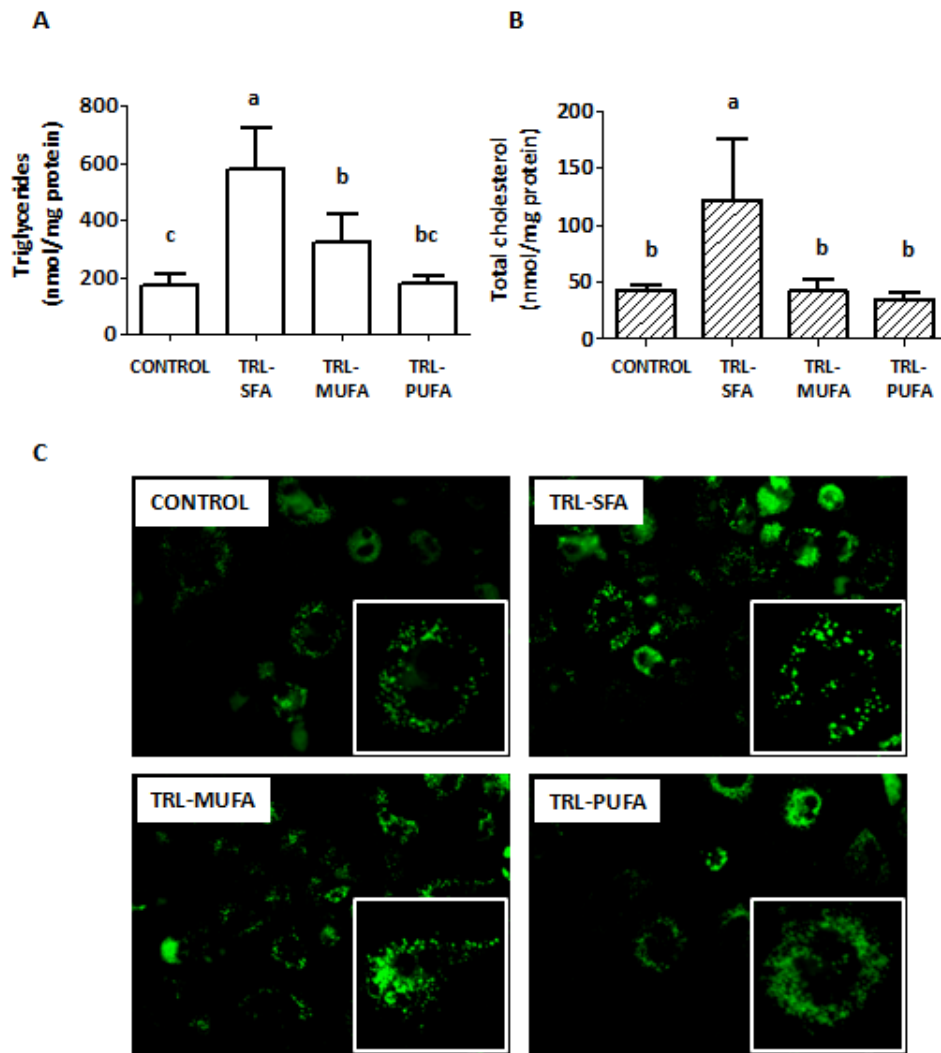 A
Triglycerides
(nmol/mg protein)
800
600
400
200
0
a
b
c
bc
CONTROL
TRL-
SFA
TRL-
MUFA
TRL-
PUFA
B
Total cholesterol
(nmol/mg protein)
200
150
100
50
0
a
b
b
b
CONTROL
TRL-
SFA
TRL-
MUFA
TRL-
PUFA
C
CONTROL
TRL-SFA
TRL-MUFA
TRL-PUFA